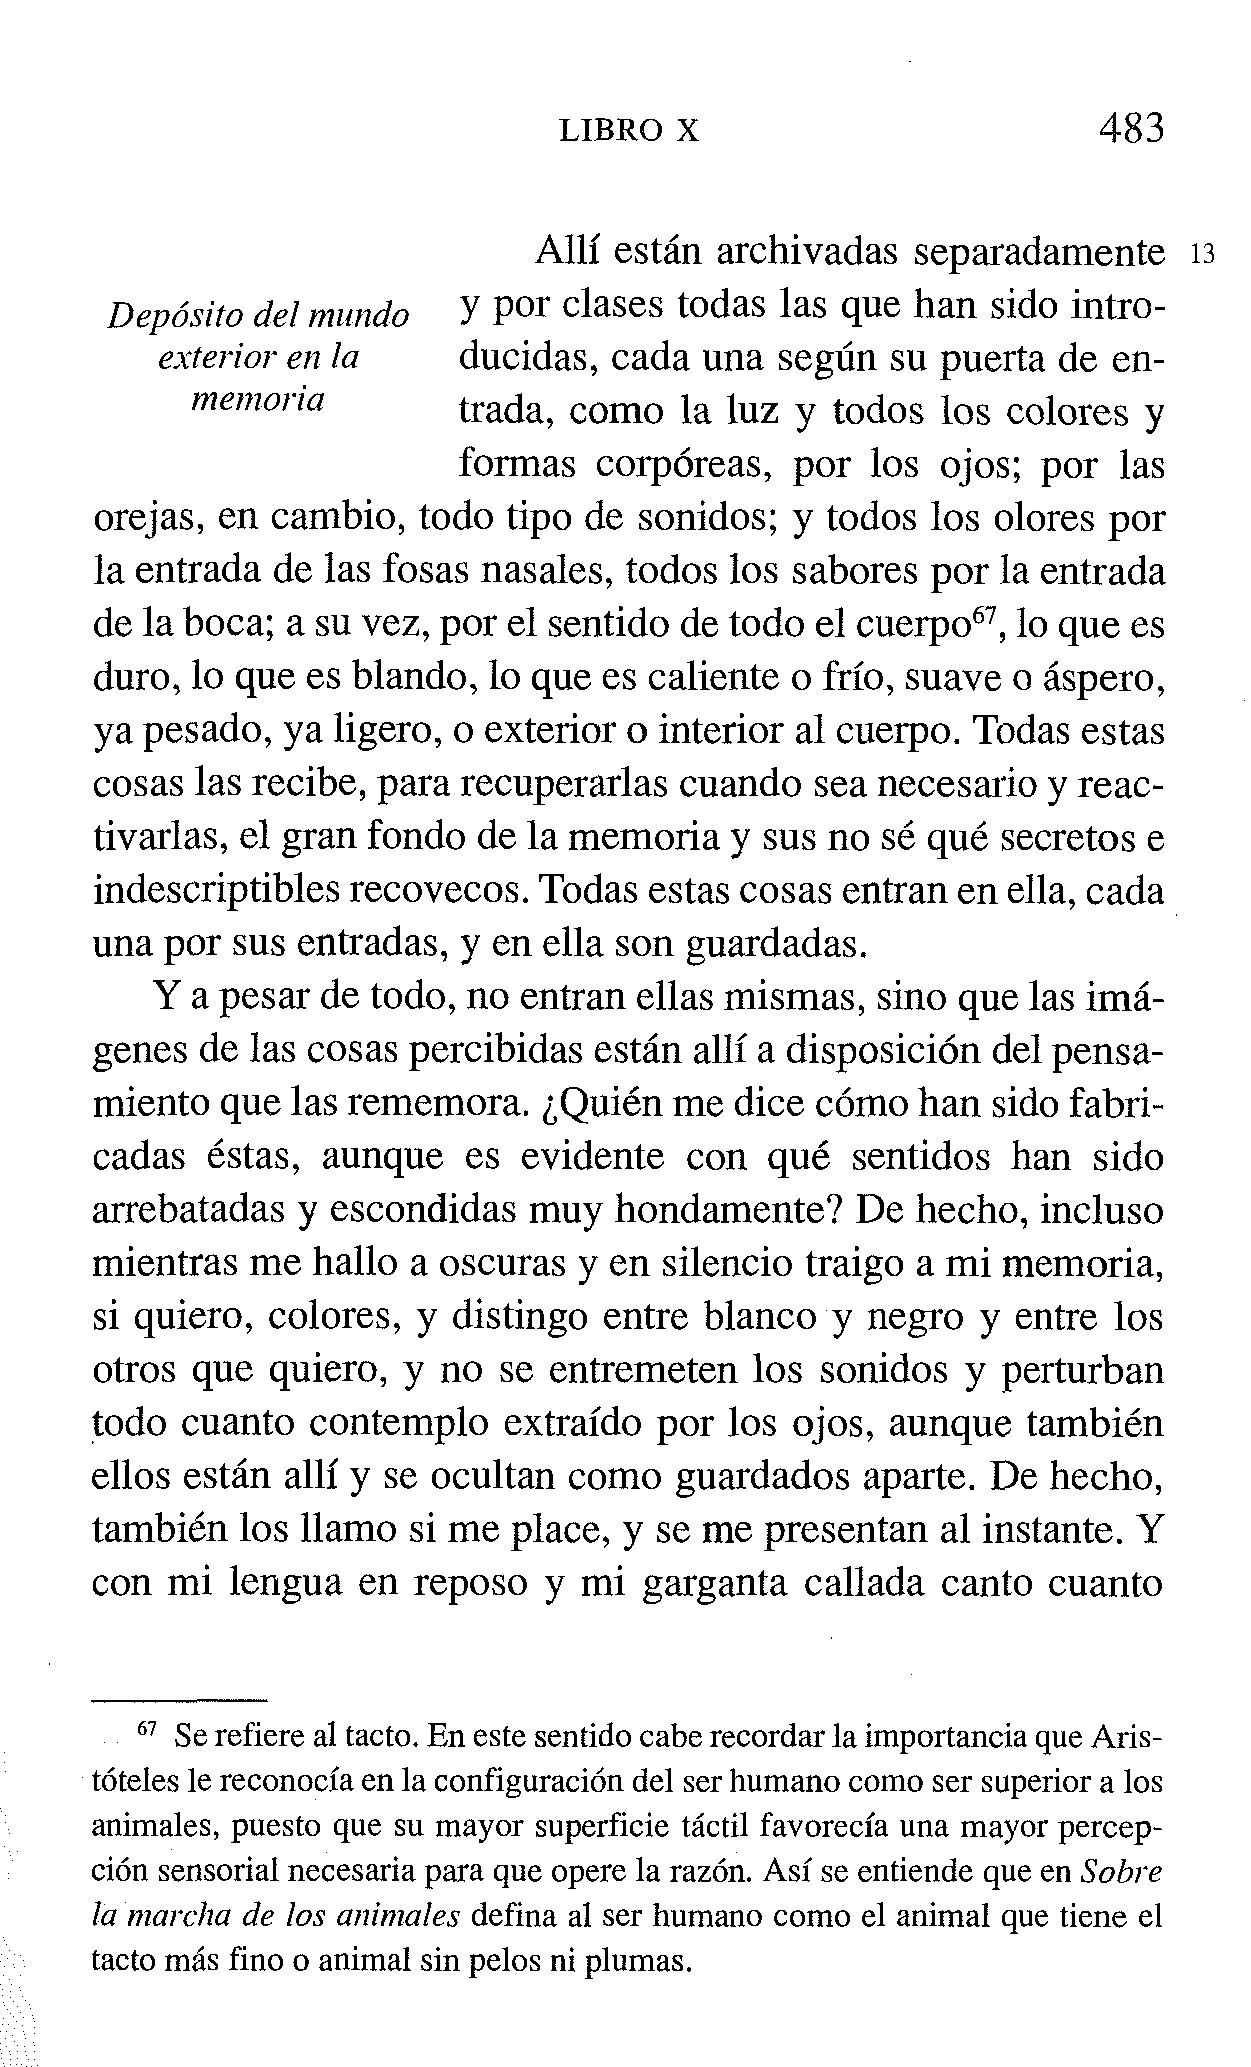 LIBRO X 483
Allí están archivadas separadamente 13
Depósito del mundo
exterior en la
memoria
y por clases todas las que han sido intro-
ducidas, cada una según su puerta de en-
trada, como la luz y todos los colores y
formas corpóreas, por los ojos; por las
orejas, en cambio, todo tipo de sonidos; y todos los olores por
la entrada de las fosas nasales, todos los sabores por la entrada
de la boca; a su vez, por el sentido de todo el cuerpo⁶⁷, lo que es
duro, lo que es blando, lo que es caliente o frío, suave o áspero,
ya pesado, ya ligero, o exterior o interior al cuerpo. Todas estas
cosas las recibe, para recuperarlas cuando sea necesario y reac-
tivarlas, el gran fondo de la memoria y sus no sé qué secretos e
indescriptibles recovecos. Todas estas cosas entran en ella, cada
una por sus entradas, y en ella son guardadas.
Y a pesar de todo, no entran ellas mismas, sino que las imá-
genes de las cosas percibidas están allí a disposición del pensa-
miento que las rememora. ¿Quién me dice cómo han sido fabri-
cadas éstas, aunque es evidente con qué sentidos han sido
arrebatadas y escondidas muy hondamente? De hecho, incluso
mientras me hallo a oscuras y en silencio traigo a mi memoria,
si quiero, colores, y distingo entre blanco y negro y entre los
otros que quiero, y no se entremeten los sonidos y perturban
todo cuanto contemplo extraído por los ojos, aunque también
ellos están allí y se ocultan como guardados aparte. De hecho,
también los llamo si me place, y se me presentan al instante. Y
con mi lengua en reposo y mi garganta callada canto cuanto
⁶⁷ Se refiere al tacto. En este sentido cabe recordar la importancia que Aris-
tóteles le reconocía en la configuración del ser humano como ser superior a los
animales, puesto que su mayor superficie táctil favorecía una mayor percep-
ción sensorial necesaria para que opere la razón. Así se entiende que en Sobre
la marcha de los animales defina al ser humano como el animal que tiene el
tacto más fino o animal sin pelos ni plumas.